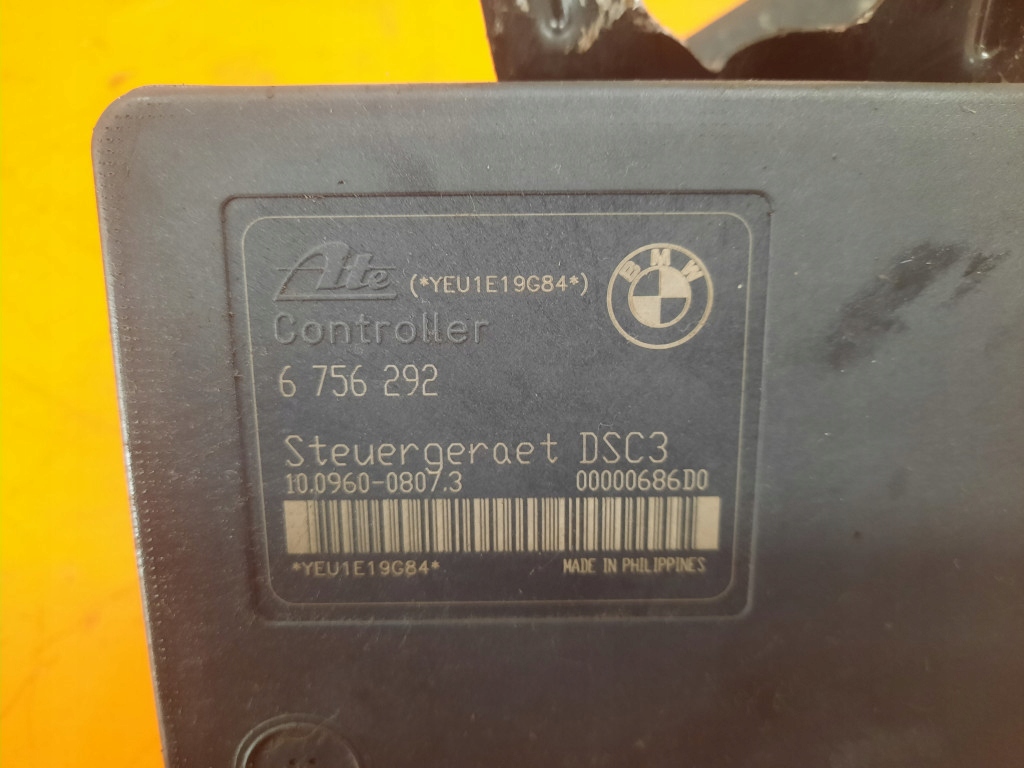 Ate (*YEU1E19G84*) BMW
Controller
6 756 292
Steuergeraet DSC3
10.0960-0807.3 00000686D0
*YEU1E19G84* MADE IN PHILIPPINES